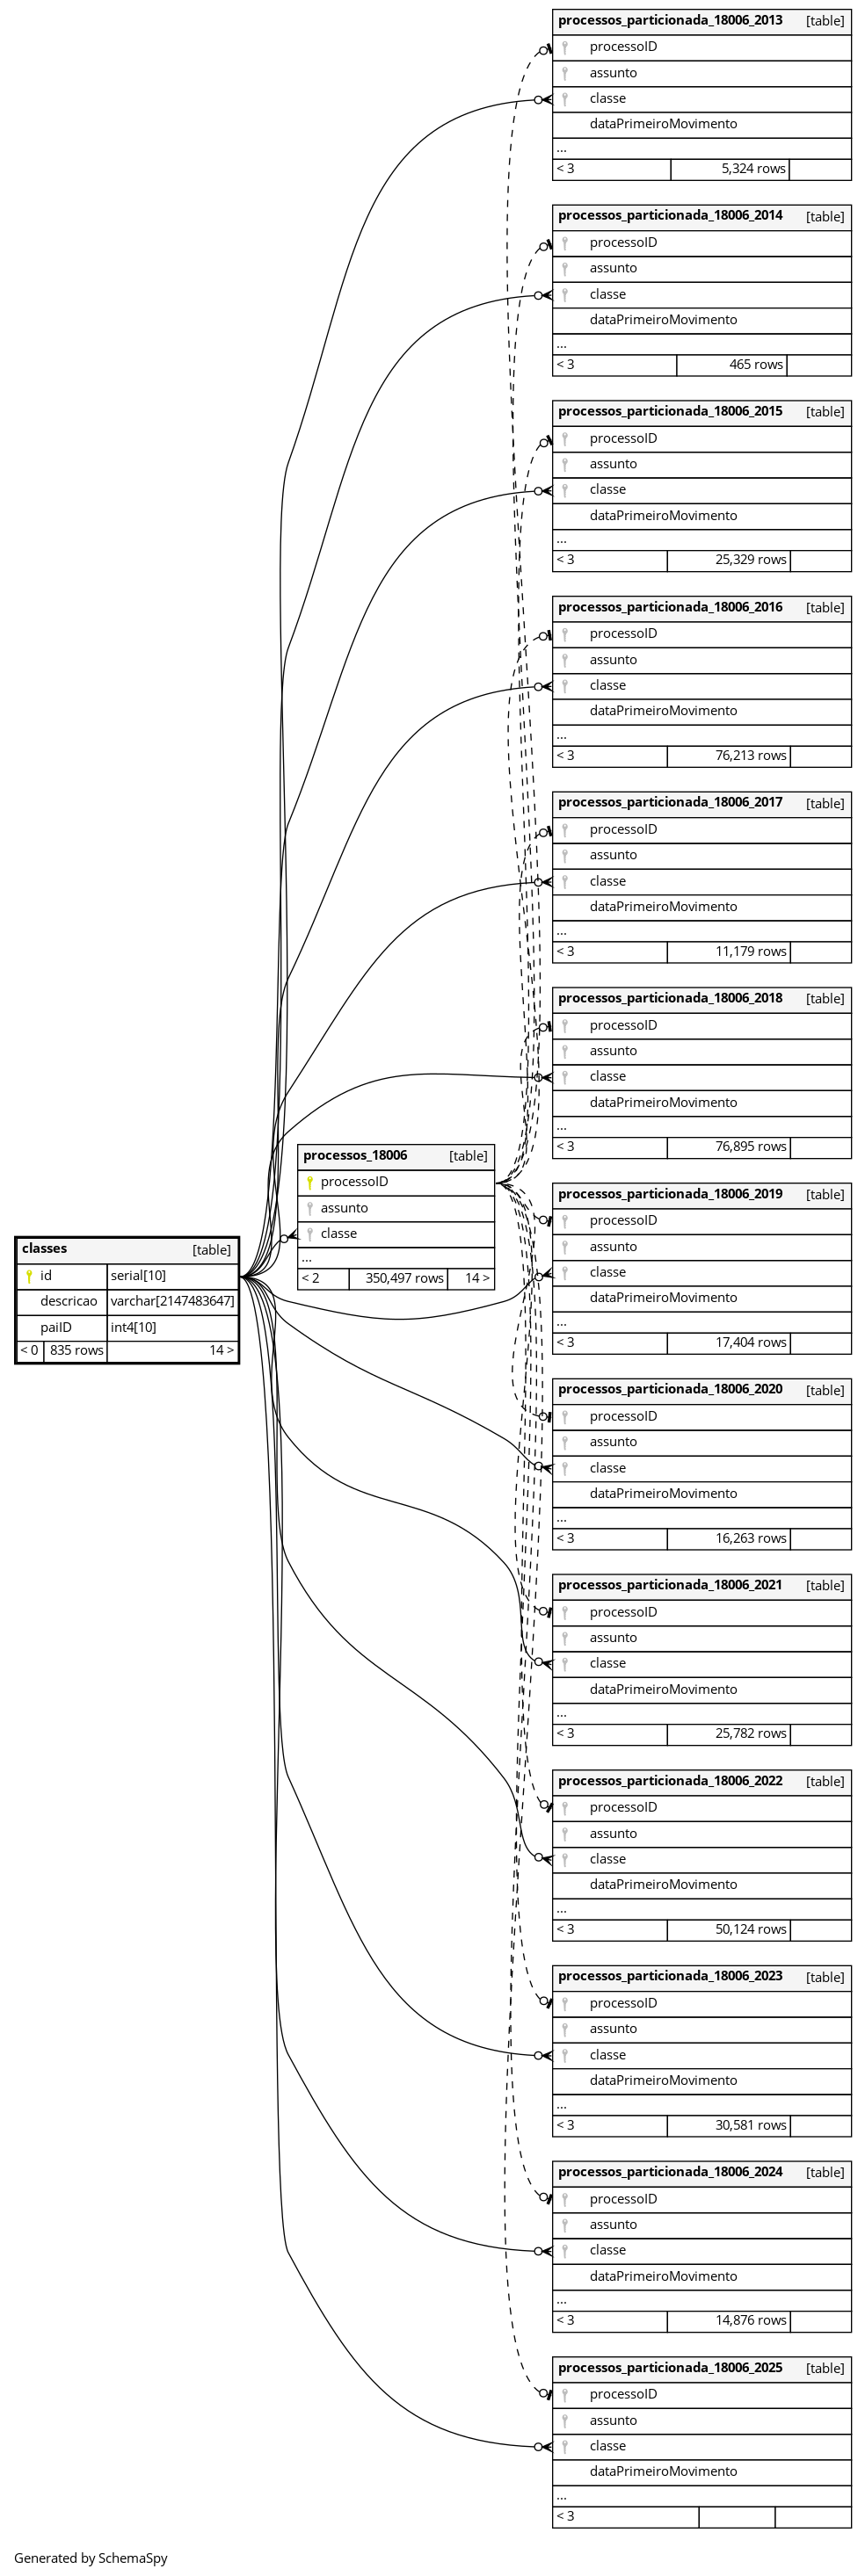 processos_particionada_18006_2013 [table]
processoID
assunto
classe
dataPrimeiroMovimento
...
< 3 5,324 rows
processos_particionada_18006_2014 [table]
processoID
assunto
classe
dataPrimeiroMovimento
...
< 3 465 rows
processos_particionada_18006_2015 [table]
processoID
assunto
classe
dataPrimeiroMovimento
...
< 3 25,329 rows
processos_particionada_18006_2016 [table]
processoID
assunto
classe
dataPrimeiroMovimento
...
< 3 76,213 rows
processos_particionada_18006_2017 [table]
processoID
assunto
classe
dataPrimeiroMovimento
...
< 3 11,179 rows
processos_particionada_18006_2018 [table]
processoID
assunto
classe
dataPrimeiroMovimento
...
< 3 76,895 rows
processos_18006 [table]
processoID
assunto
classe
...
< 2 350,497 rows 14 >
classes [table]
id serial[10]
descricao varchar[2147483647]
paiID int4[10]
< 0 835 rows 14 >
processos_particionada_18006_2019 [table]
processoID
assunto
classe
dataPrimeiroMovimento
...
< 3 17,404 rows
processos_particionada_18006_2020 [table]
processoID
assunto
classe
dataPrimeiroMovimento
...
< 3 16,263 rows
processos_particionada_18006_2021 [table]
processoID
assunto
classe
dataPrimeiroMovimento
...
< 3 25,782 rows
processos_particionada_18006_2022 [table]
processoID
assunto
classe
dataPrimeiroMovimento
...
< 3 50,124 rows
processos_particionada_18006_2023 [table]
processoID
assunto
classe
dataPrimeiroMovimento
...
< 3 30,581 rows
processos_particionada_18006_2024 [table]
processoID
assunto
classe
dataPrimeiroMovimento
...
< 3 14,876 rows
processos_particionada_18006_2025 [table]
processoID
assunto
classe
dataPrimeiroMovimento
...
< 3
Generated by SchemaSpy